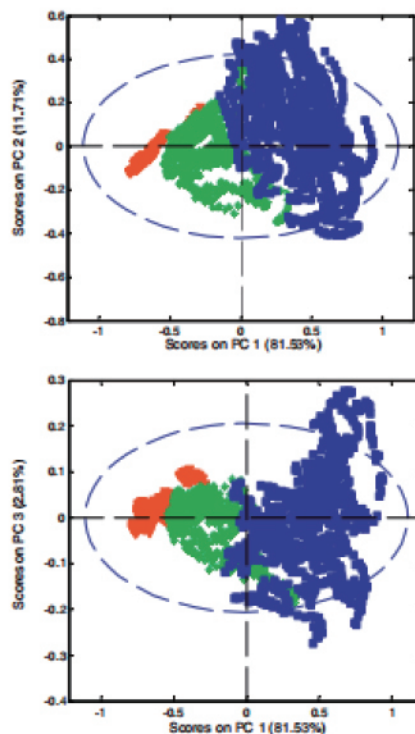 0.6
0.4
0.2
0
-0.2
-0.4
-0.6
-0.8
Scores on PC 2 (11.71%)
-1 -0.5 0 0.5 1
Scores on PC 1 (81.53%)
0.3
0.2
0.1
0
-0.1
-0.2
-0.3
-0.4
Scores on PC 3 (2.81%)
-1 -0.5 0 0.5 1
Scores on PC 1 (81.53%)